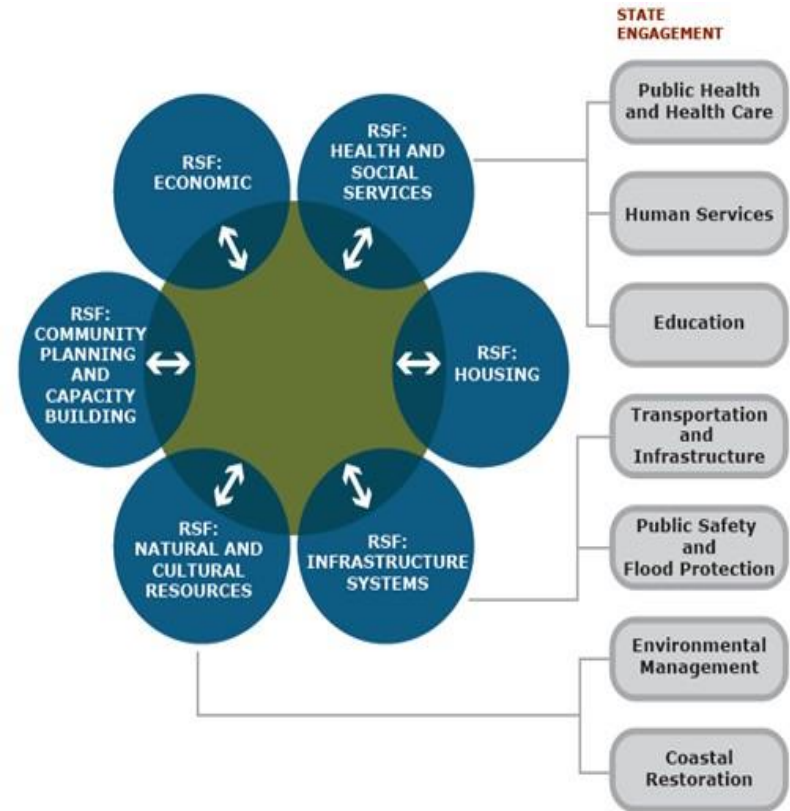 STATE
ENGAGEMENT
RSF:
ECONOMIC
RSF:
HEALTH AND
SOCIAL
SERVICES
RSF:
COMMUNITY
PLANNING
AND
CAPACITY
BUILDING
RSF:
HOUSING
RSF:
NATURAL AND
CULTURAL
RESOURCES
RSF:
INFRASTRUCTURE
SYSTEMS
Public Health
and Health Care
Human Services
Education
Transportation
and
Infrastructure
Public Safety
and
Flood Protection
Environmental
Management
Coastal
Restoration